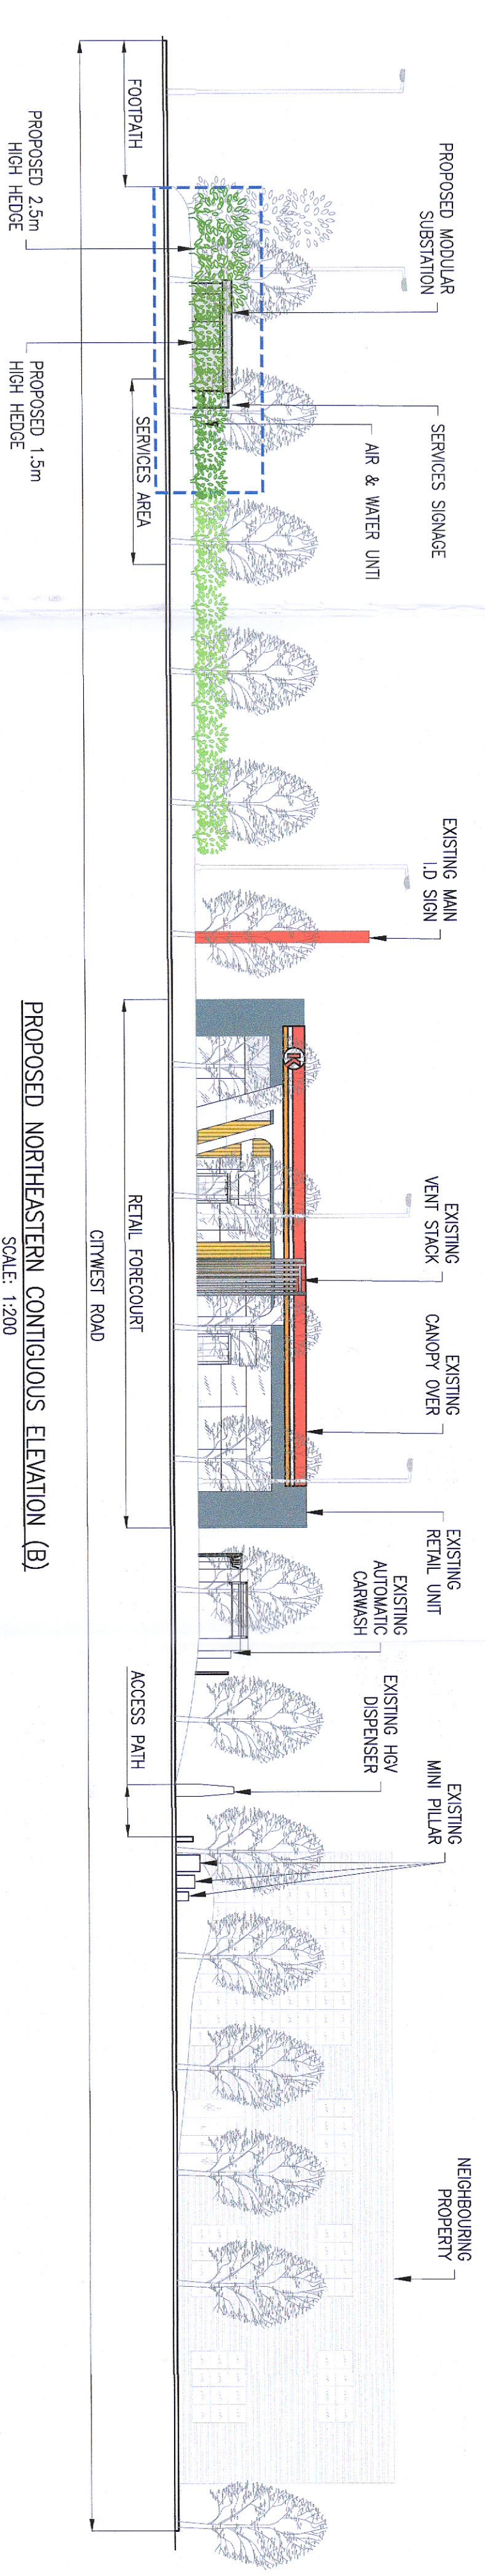 PROPOSED MODULAR
SUBSTATION
SERVICES SIGNAGE
AIR & WATER UNTI
EXISTING MAIN
I.D SIGN
EXISTING
VENT STACK
EXISTING
CANOPY OVER
EXISTING
RETAIL UNIT
EXISTING
AUTOMATIC
CARWASH
EXISTING HGV
DISPENSER
EXISTING
MINI PILLAR
NEIGHBOURING
PROPERTY
K
FOOTPATH
SERVICES AREA
RETAIL FORECOURT
ACCESS PATH
CITYWEST ROAD
PROPOSED 2.5m
HIGH HEDGE
PROPOSED 1.5m
HIGH HEDGE
PROPOSED NORTHEASTERN CONTIGUOUS ELEVATION (B)
SCALE: 1:200